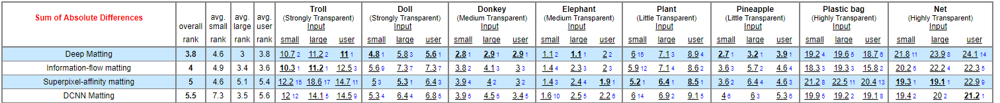 Sum of Absolute Differences overall rank avg. small rank avg. large rank avg. user rank Troll (Strongly Transparent) Input small large user Doll (Strongly Transparent) Input small large user Donkey (Medium Transparent) Input small large user Elephant (Medium Transparent) Input small large user Plant (Little Transparent) Input small large user Pineapple (Little Transparent) Input small large user Plastic bag (Highly Transparent) Input small large user Net (Highly Transparent) Input small large user
Deep Matting 3.8 4.6 3 3.8 10.7 2 11.2 2 11 1 4.8 1 5.8 3 5.6 1 2.8 1 2.9 1 2.9 1 1.1 2 1.1 1 2 2 6 15 7.1 3 8.9 4 2.7 1 3.2 1 3.9 1 19.2 4 19.6 5 18.7 6 21.8 11 23.9 8 24.1 14
Information-flow matting 4 4.9 3.4 3.6 10.3 1 11.2 1 12.5 3 5.6 9 7.3 7 7.3 7 3.8 2 4.1 3 3 3 1.4 4 2.3 3 2 3 5.9 12 7.1 4 8.6 2 3.6 3 5.7 2 4.6 4 18.3 3 19.3 3 15.8 2 20.2 5 22.2 4 22.3 5
Superpixel-affinity matting 5 4.6 5.1 5.4 12.2 15 18.6 17 14.7 11 5 3 5.3 1 6.4 3 3.9 4 4 2 3 2 1.4 3 2.4 4 1.9 1 5.2 1 6.4 1 8.5 1 3.6 2 6.4 4 4.6 3 21.2 8 22.5 11 20.4 13 19.3 1 19.1 1 22.9 9
DCNN Matting 5.5 7.3 3.5 5.6 12 12 14.1 5 14.5 9 5.3 4 6.4 4 6.8 5 3.9 5 4.5 5 3.4 5 1.6 10 2.5 5 2.2 6 6 14 6.9 2 9.1 5 4 6 6 3 5.3 6 19.9 5 19.2 2 19.1 8 19.4 2 20 2 21.2 1